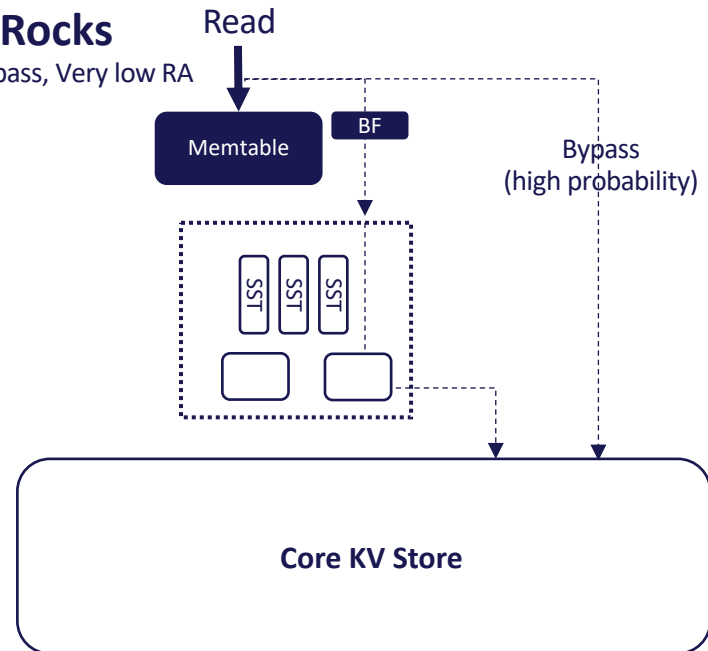 Rocks
pass, Very low RA
Read
Memtable
BF
Bypass
(high probability)
SST
SST
SST
Core KV Store